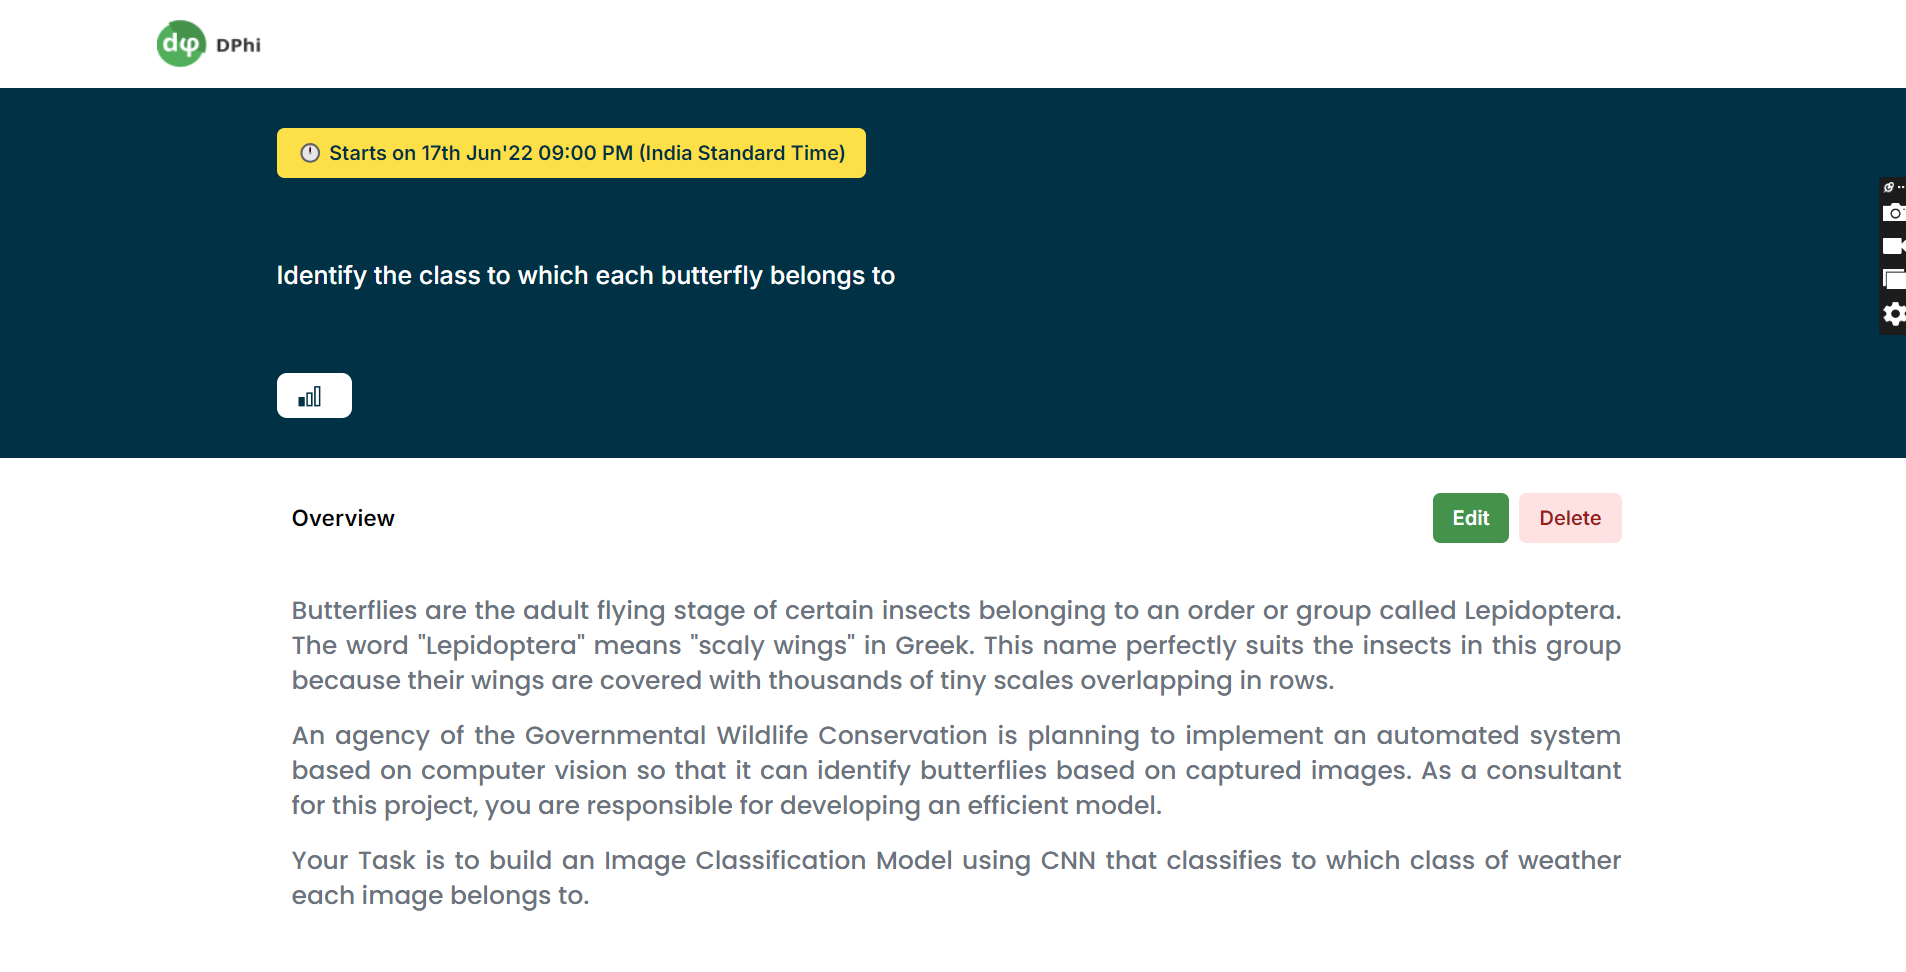 dφ DPhi
Starts on 17th Jun'22 09:00 PM (India Standard Time)
Identify the class to which each butterfly belongs to
Overview
Edit
Delete
Butterflies are the adult flying stage of certain insects belonging to an order or group called Lepidoptera.
The word "Lepidoptera" means "scaly wings" in Greek. This name perfectly suits the insects in this group
because their wings are covered with thousands of tiny scales overlapping in rows.
An agency of the Governmental Wildlife Conservation is planning to implement an automated system
based on computer vision so that it can identify butterflies based on captured images. As a consultant
for this project, you are responsible for developing an efficient model.
Your Task is to build an Image Classification Model using CNN that classifies to which class of weather
each image belongs to.